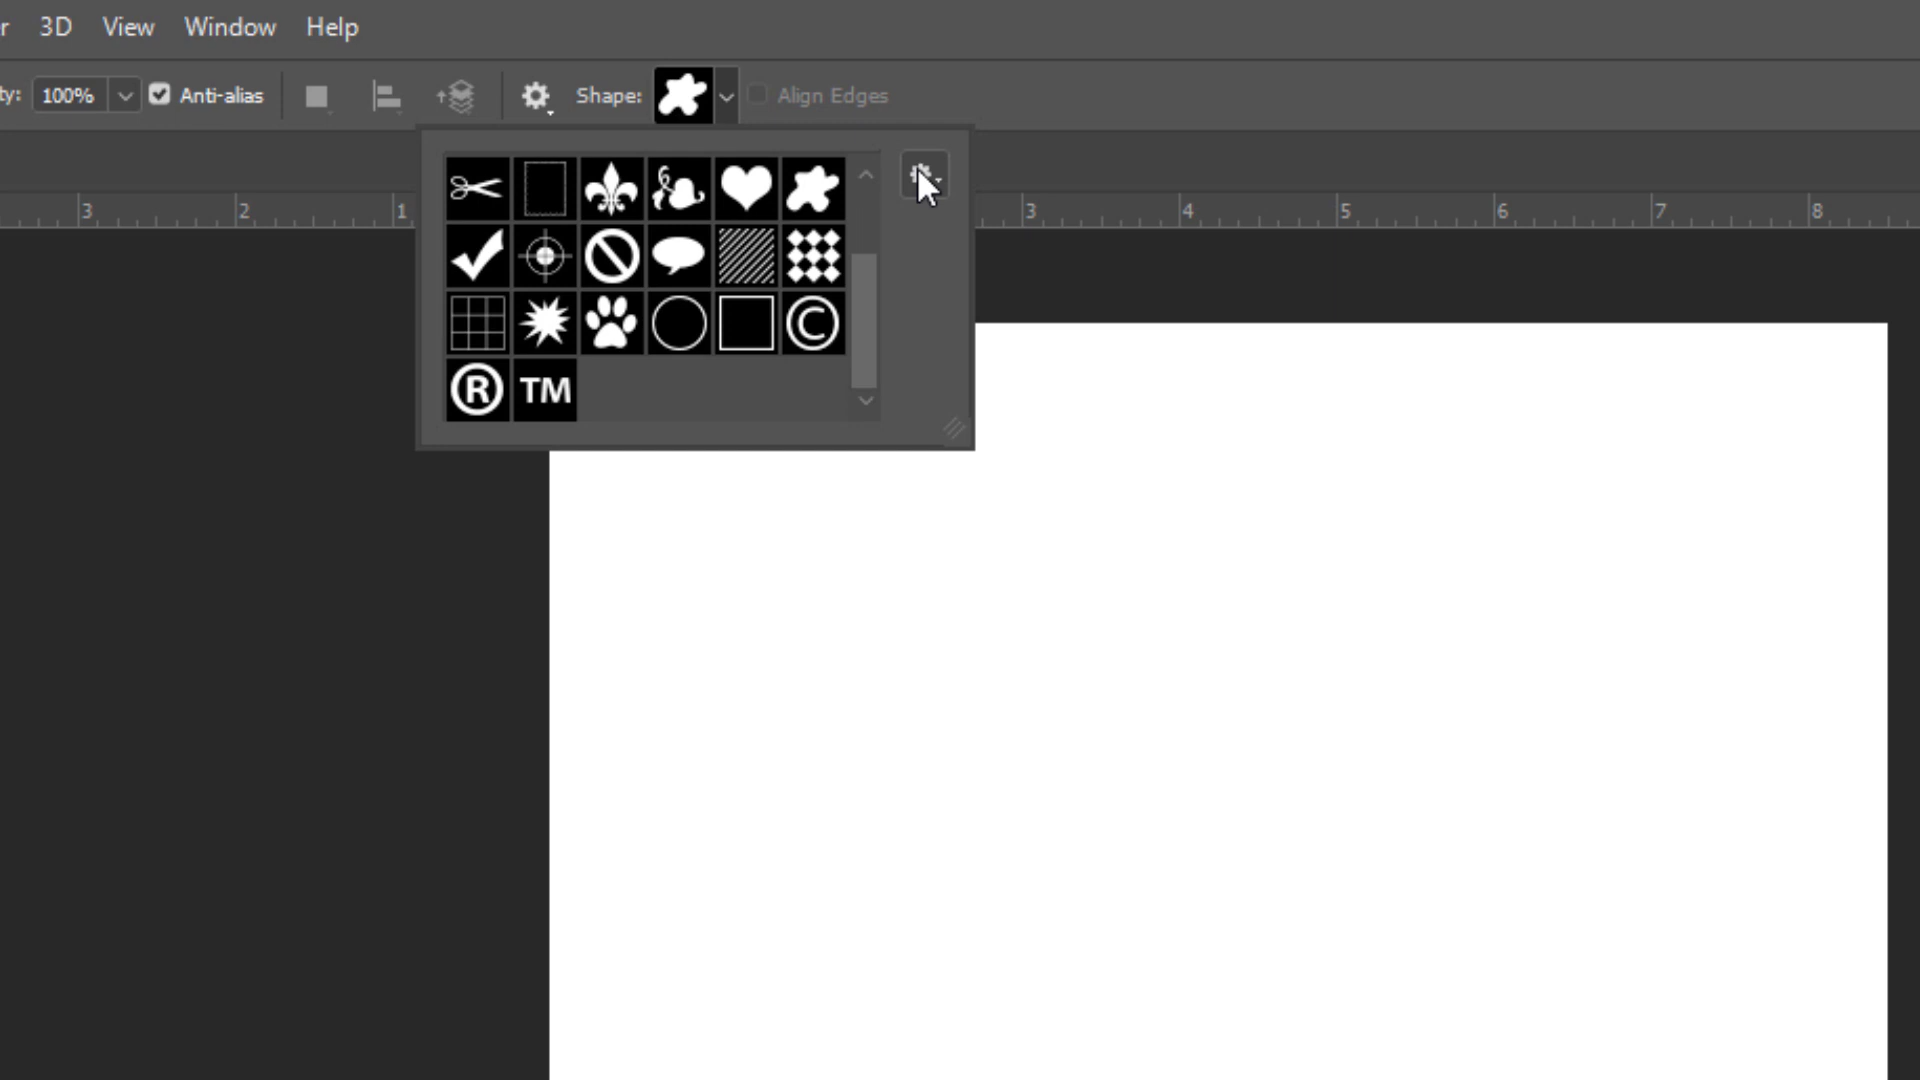 r 3D View Window Help
ty: 100% Anti-alias Shape: Align Edges
3 2 1 3 4 5 6 7 8
©
® TM